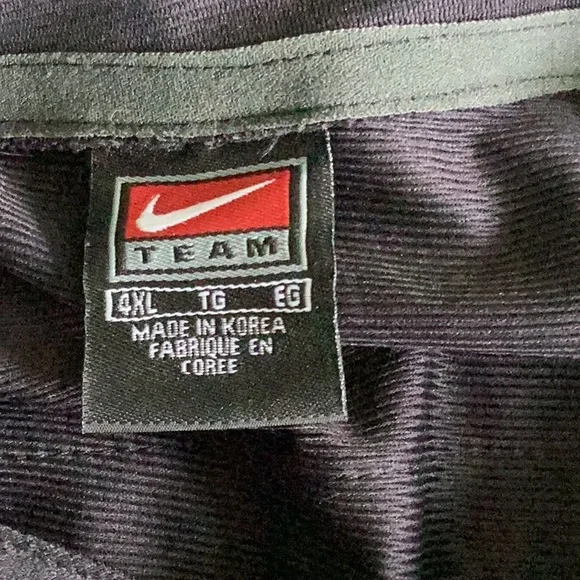 TEAM
4XL TG EG
MADE IN KOREA
FABRIQUE EN
COREE